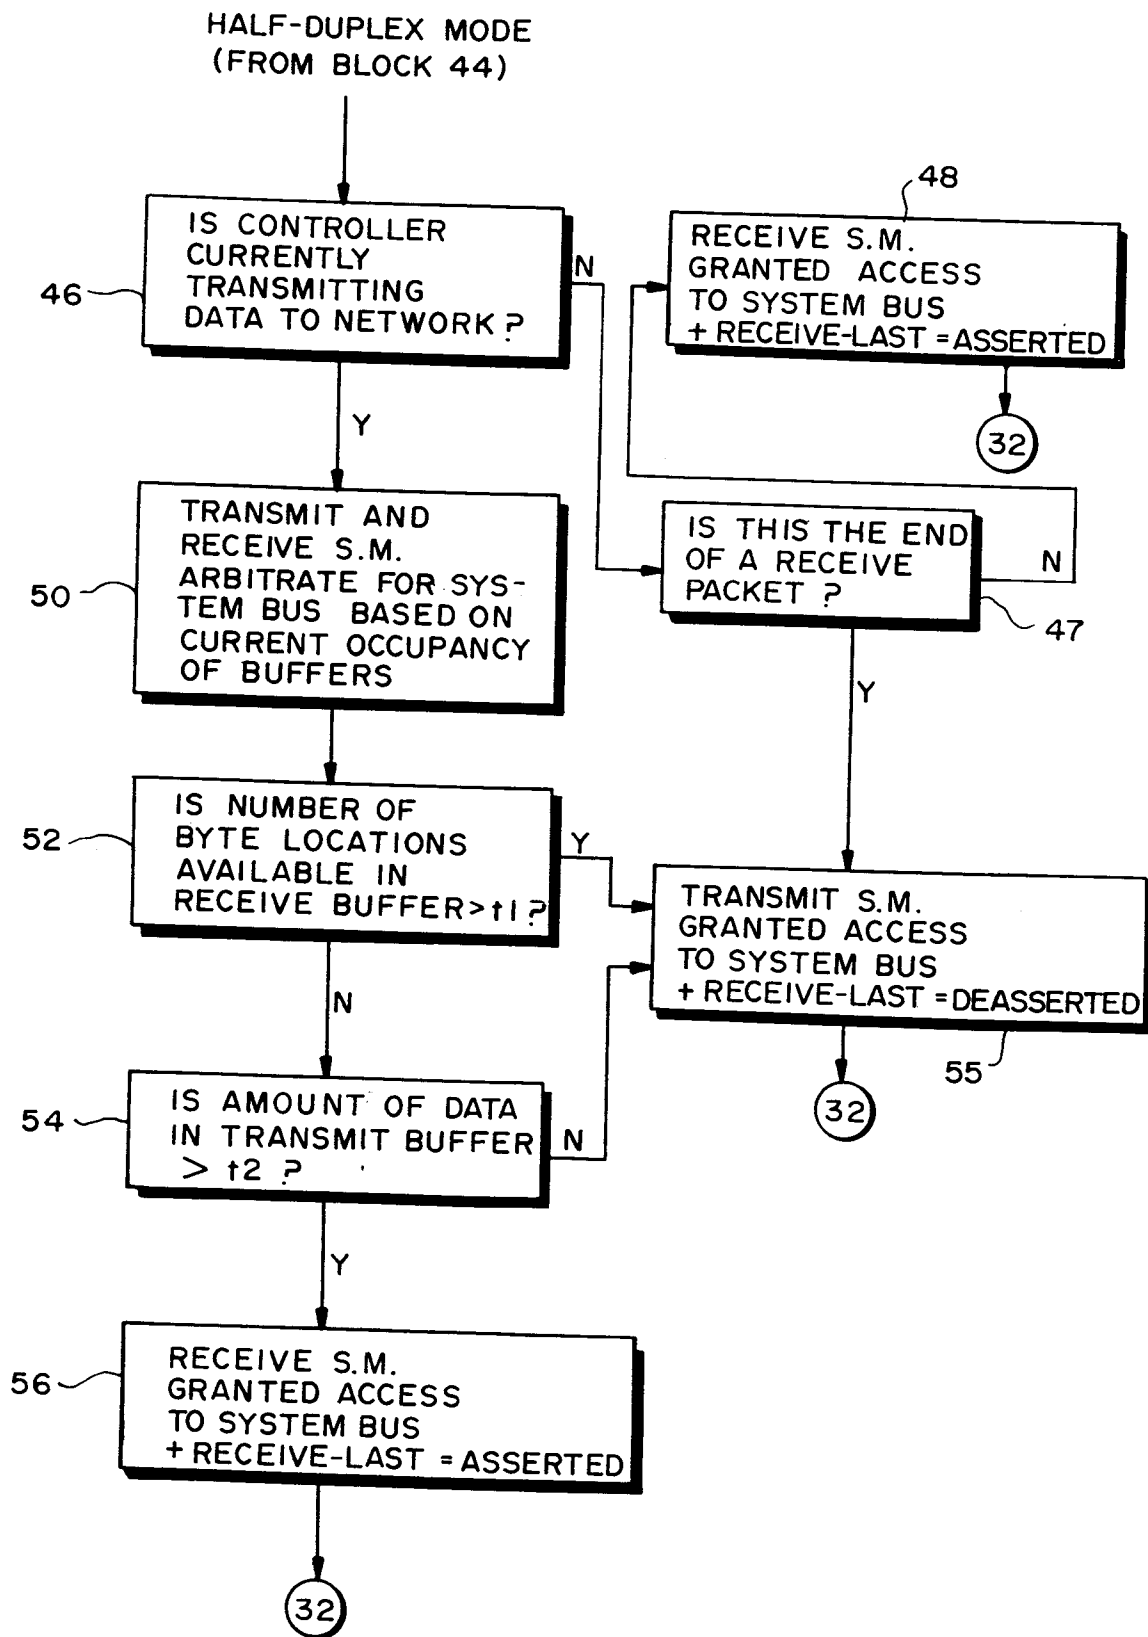 HALF-DUPLEX MODE
(FROM BLOCK 44)
46
IS CONTROLLER
CURRENTLY
TRANSMITTING
DATA TO NETWORK ?
N
Y
48
RECEIVE S.M.
GRANTED ACCESS
TO SYSTEM BUS
+ RECEIVE-LAST = ASSERTED
32
50
TRANSMIT AND
RECEIVE S.M.
ARBITRATE FOR SYS-
TEM BUS BASED ON
CURRENT OCCUPANCY
OF BUFFERS
IS THIS THE END
OF A RECEIVE
PACKET ?
N
47
Y
52
IS NUMBER OF
BYTE LOCATIONS
AVAILABLE IN
RECEIVE BUFFER > t1 ?
Y
N
TRANSMIT S.M.
GRANTED ACCESS
TO SYSTEM BUS
+ RECEIVE-LAST = DEASSERTED
55
32
54
IS AMOUNT OF DATA
IN TRANSMIT BUFFER
> t2 ?
N
Y
56
RECEIVE S.M.
GRANTED ACCESS
TO SYSTEM BUS
+ RECEIVE-LAST = ASSERTED
32